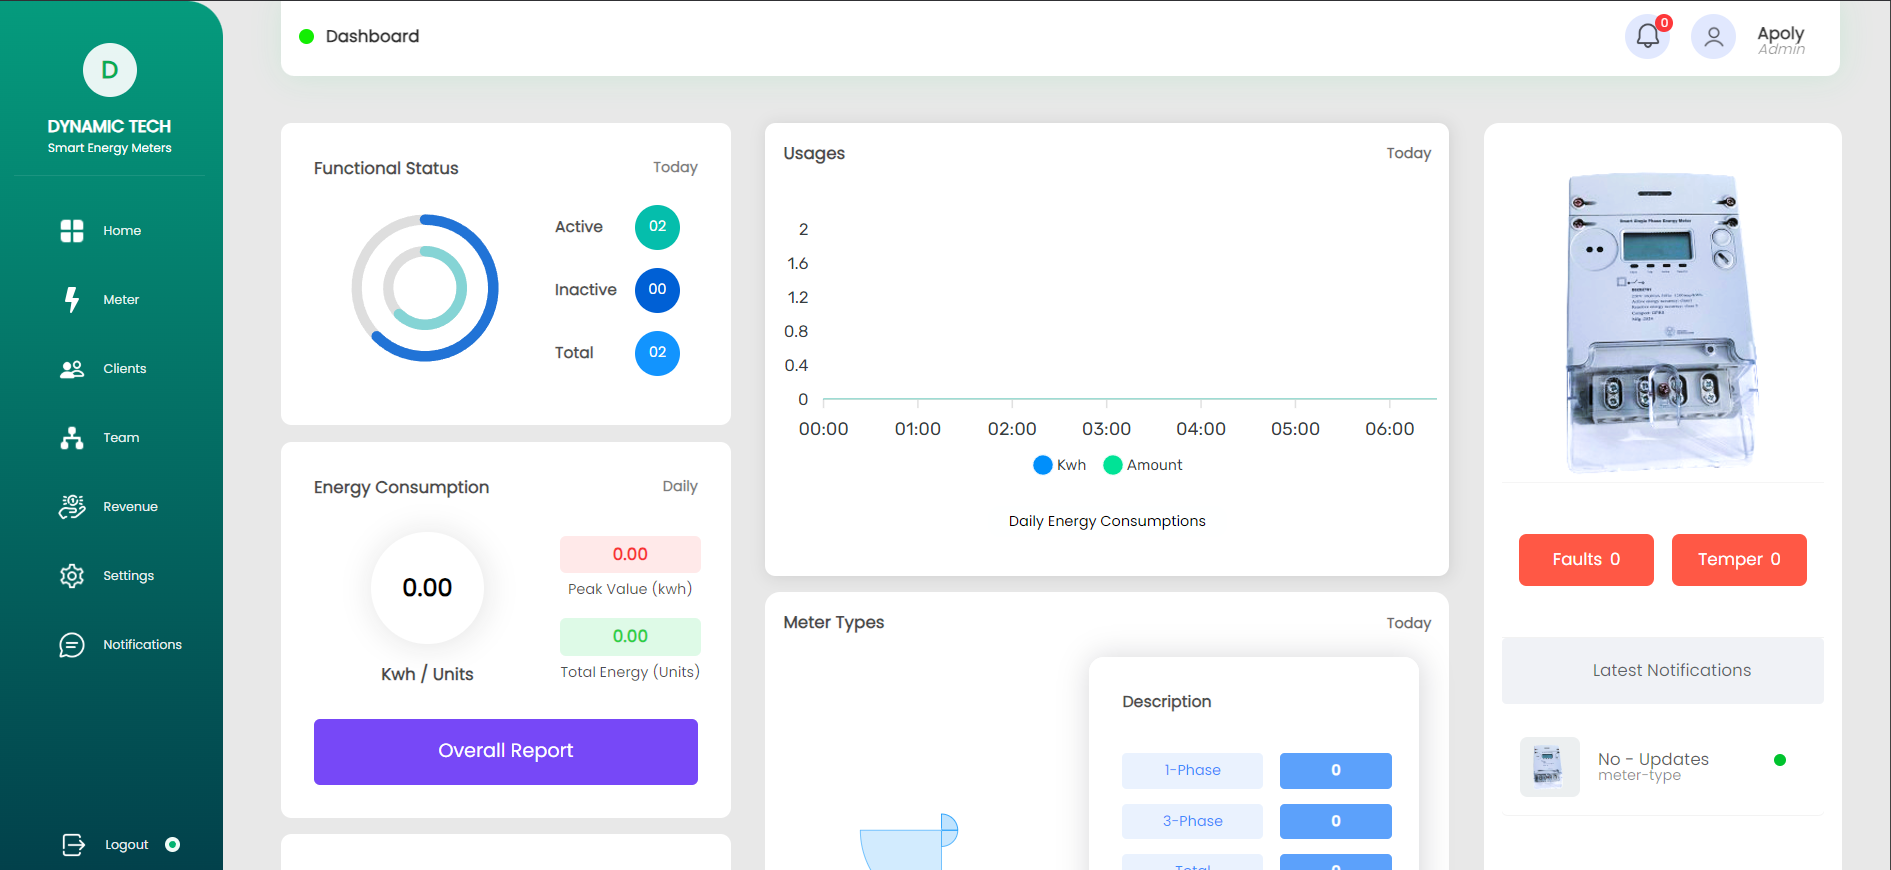 D
DYNAMIC TECH
Smart Energy Meters
Home
Meter
Clients
Team
Revenue
Settings
Notifications
Logout
Dashboard
0
Apoly
Admin
Functional Status
Today
Active 02
Inactive 00
Total 02
Energy Consumption
Daily
0.00
Kwh / Units
0.00
Peak Value (kwh)
0.00
Total Energy (Units)
Overall Report
Usages
Today
2
1.6
1.2
0.8
0.4
0
00:00 01:00 02:00 03:00 04:00 05:00 06:00
Kwh Amount
Daily Energy Consumptions
Meter Types
Today
Description
1-Phase 0
3-Phase 0
Total 0
Smart Single Phase Energy Meter
Faults 0
Temper 0
Latest Notifications
No - Updates
meter-type